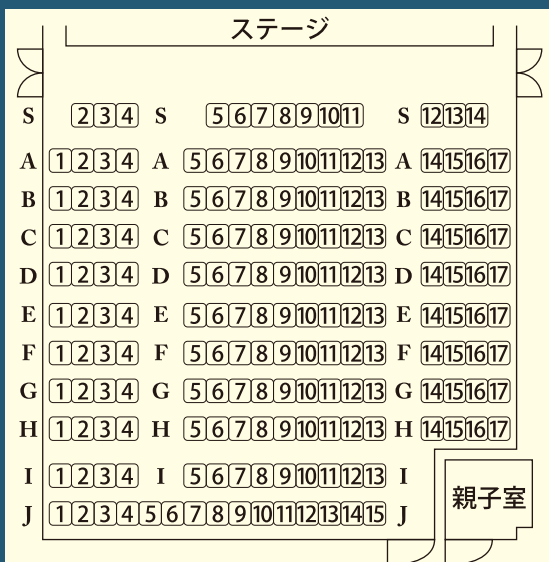 ステージ
S 2 3 4 S 5 6 7 8 9 10 11 S 12 13 14
A 1 2 3 4 A 5 6 7 8 9 10 11 12 13 A 14 15 16 17
B 1 2 3 4 B 5 6 7 8 9 10 11 12 13 B 14 15 16 17
C 1 2 3 4 C 5 6 7 8 9 10 11 12 13 C 14 15 16 17
D 1 2 3 4 D 5 6 7 8 9 10 11 12 13 D 14 15 16 17
E 1 2 3 4 E 5 6 7 8 9 10 11 12 13 E 14 15 16 17
F 1 2 3 4 F 5 6 7 8 9 10 11 12 13 F 14 15 16 17
G 1 2 3 4 G 5 6 7 8 9 10 11 12 13 G 14 15 16 17
H 1 2 3 4 H 5 6 7 8 9 10 11 12 13 H 14 15 16 17
I 1 2 3 4 I 5 6 7 8 9 10 11 12 13 I
J 1 2 3 4 5 6 7 8 9 10 11 12 13 14 15 J
親子室